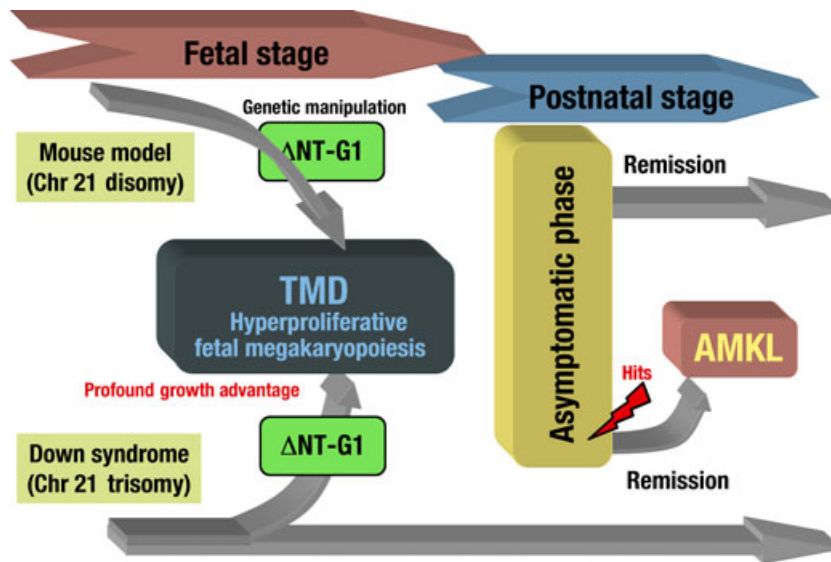 Fetal stage
Postnatal stage
Genetic manipulation
ΔNT-G1
Mouse model
(Chr 21 disomy)
Asymptomatic phase
Remission
TMD
Hyperproliferative
fetal megakaryopoiesis
AMKL
Hits
Profound growth advantage
ΔNT-G1
Down syndrome
(Chr 21 trisomy)
Remission